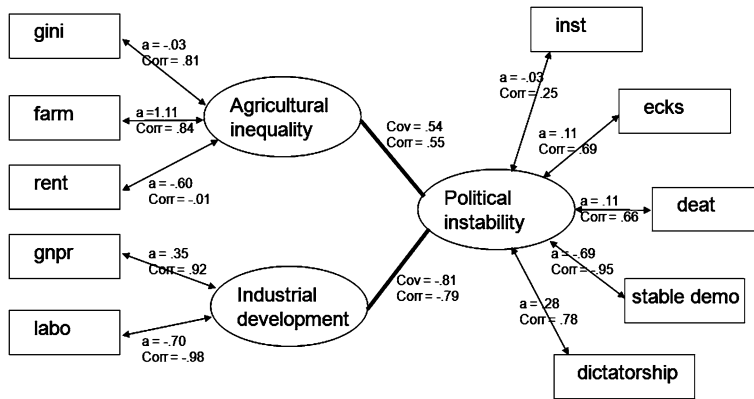 gini
a = -.03
Corr = .81
farm
a =1.11
Corr = .84
rent
a = -.60
Corr = -.01
Agricultural
inequality
gnpr
a = .35
Corr = .92
labo
a = -.70
Corr = -.98
Industrial
development
Cov = .54
Corr = .55
Cov = -.81
Corr = -.79
Political
instability
inst
a = -.03
Corr = .25
ecks
a = .11
Corr = .69
deat
a = .11
Corr = .66
stable demo
a = -.69
Corr = -.95
dictatorship
a = .28
Corr = .78